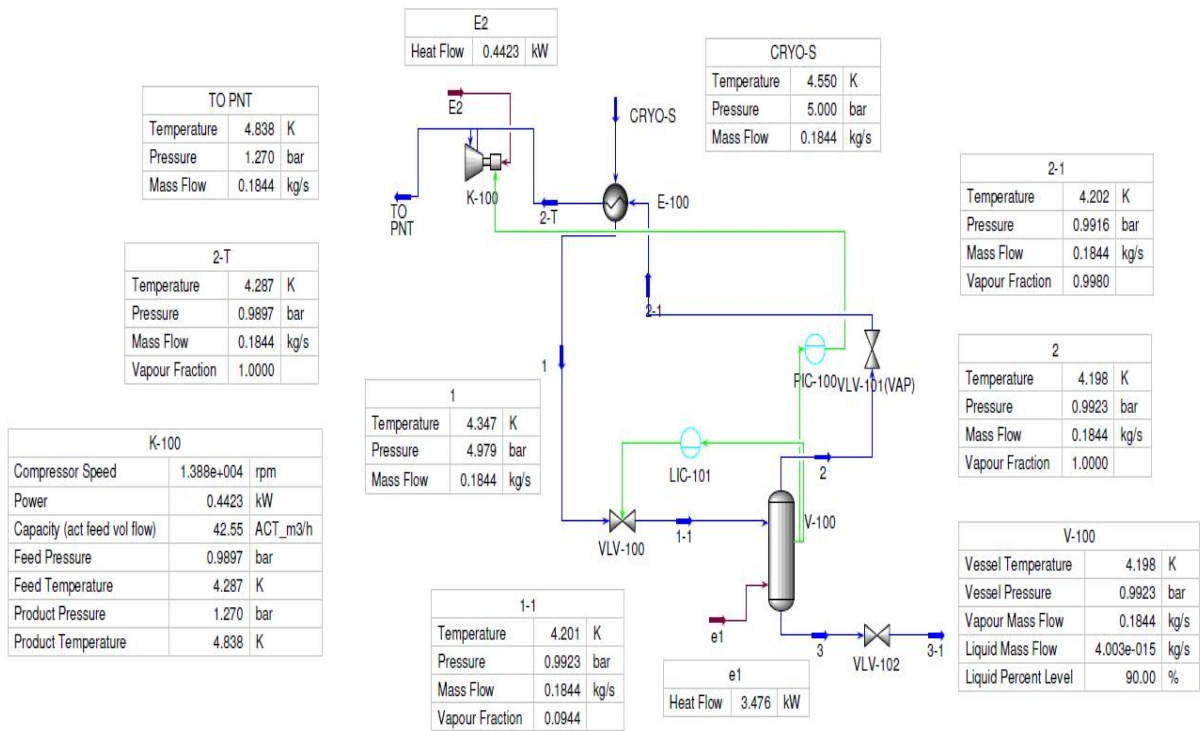 E2
Heat Flow 0.4423 kW
CRYO-S
Temperature 4.550 K
Pressure 5.000 bar
Mass Flow 0.1844 kg/s
TO PNT
Temperature 4.838 K
Pressure 1.270 bar
Mass Flow 0.1844 kg/s
E2
CRYO-S
K-100
E-100
2-T
TO
PNT
2-1
Temperature 4.202 K
Pressure 0.9916 bar
Mass Flow 0.1844 kg/s
Vapour Fraction 0.9980
2-T
Temperature 4.287 K
Pressure 0.9897 bar
Mass Flow 0.1844 kg/s
Vapour Fraction 1.0000
2-1
1
PIC-100
VLV-101(VAP)
2
Temperature 4.198 K
Pressure 0.9923 bar
Mass Flow 0.1844 kg/s
Vapour Fraction 1.0000
1
Temperature 4.347 K
Pressure 4.979 bar
Mass Flow 0.1844 kg/s
LIC-101
2
K-100
Compressor Speed 1.388e+004 rpm
Power 0.4423 kW
Capacity (act feed vol flow) 42.55 ACT_m3/h
Feed Pressure 0.9897 bar
Feed Temperature 4.287 K
Product Pressure 1.270 bar
Product Temperature 4.838 K
VLV-100
1-1
V-100
V-100
Vessel Temperature 4.198 K
Vessel Pressure 0.9923 bar
Vapour Mass Flow 0.1844 kg/s
Liquid Mass Flow 4.003e-015 kg/s
Liquid Percent Level 90.00 %
1-1
Temperature 4.201 K
Pressure 0.9923 bar
Mass Flow 0.1844 kg/s
Vapour Fraction 0.0944
e1
3
VLV-102
3-1
e1
Heat Flow 3.476 kW